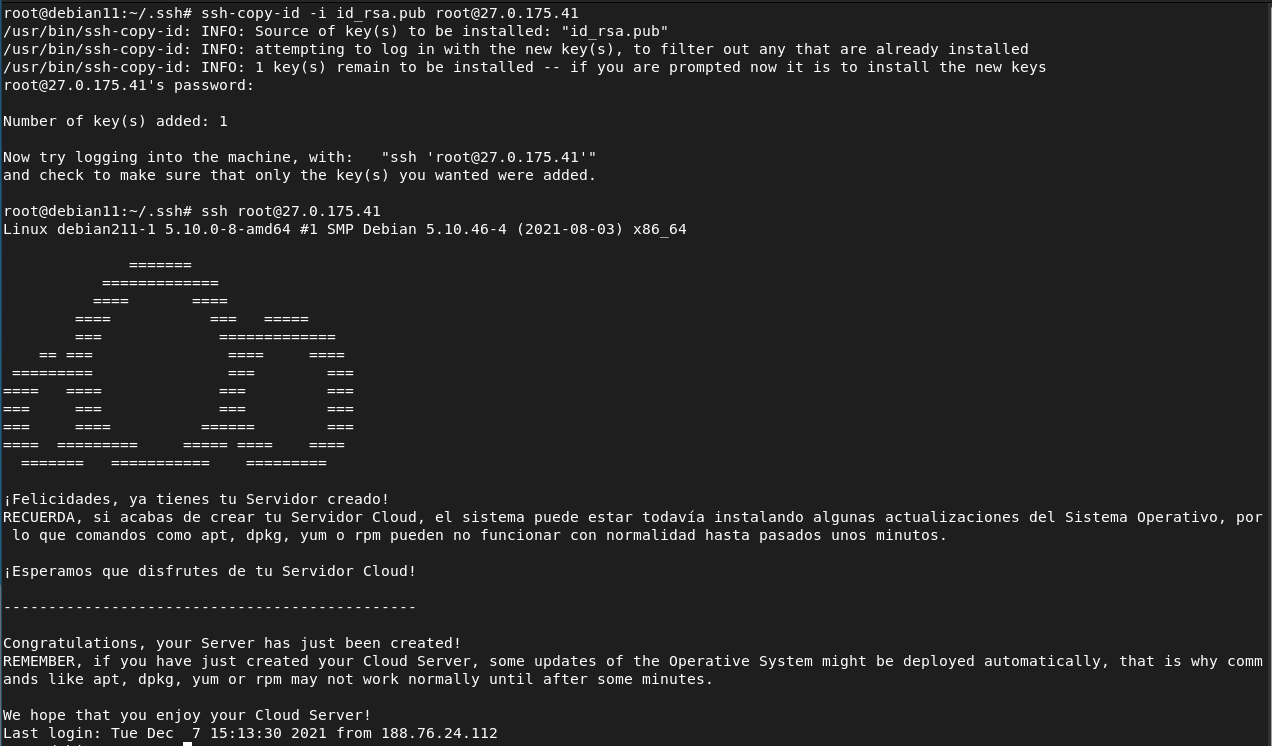 root@debian11:~/.ssh# ssh-copy-id -i id_rsa.pub root@27.0.175.41
/usr/bin/ssh-copy-id: INFO: Source of key(s) to be installed: "id_rsa.pub"
/usr/bin/ssh-copy-id: INFO: attempting to log in with the new key(s), to filter out any that are already installed
/usr/bin/ssh-copy-id: INFO: 1 key(s) remain to be installed -- if you are prompted now it is to install the new keys
root@27.0.175.41's password:

Number of key(s) added: 1

Now try logging into the machine, with:   "ssh 'root@27.0.175.41'"
and check to make sure that only the key(s) you wanted were added.

root@debian11:~/.ssh# ssh root@27.0.175.41
Linux debian211-1 5.10.0-8-amd64 #1 SMP Debian 5.10.46-4 (2021-08-03) x86_64

              =======
           =============
          ====       ====
        ====           ===   =====
        ===             =============
    == ===               ====     ====
 =========               ===        ===
====   ====             ===         ===
===     ===             ===         ===
===     ====          ======        ===
====  =========     ===== ====    ====
  =======   ===========    =========

¡Felicidades, ya tienes tu Servidor creado!
RECUERDA, si acabas de crear tu Servidor Cloud, el sistema puede estar todavía instalando algunas actualizaciones del Sistema Operativo, por
 lo que comandos como apt, dpkg, yum o rpm pueden no funcionar con normalidad hasta pasados unos minutos.

¡Esperamos que disfrutes de tu Servidor Cloud!

----------------------------------------------

Congratulations, your Server has just been created!
REMEMBER, if you have just created your Cloud Server, some updates of the Operative System might be deployed automatically, that is why comm
ands like apt, dpkg, yum or rpm may not work normally until after some minutes.

We hope that you enjoy your Cloud Server!
Last login: Tue Dec  7 15:13:30 2021 from 188.76.24.112